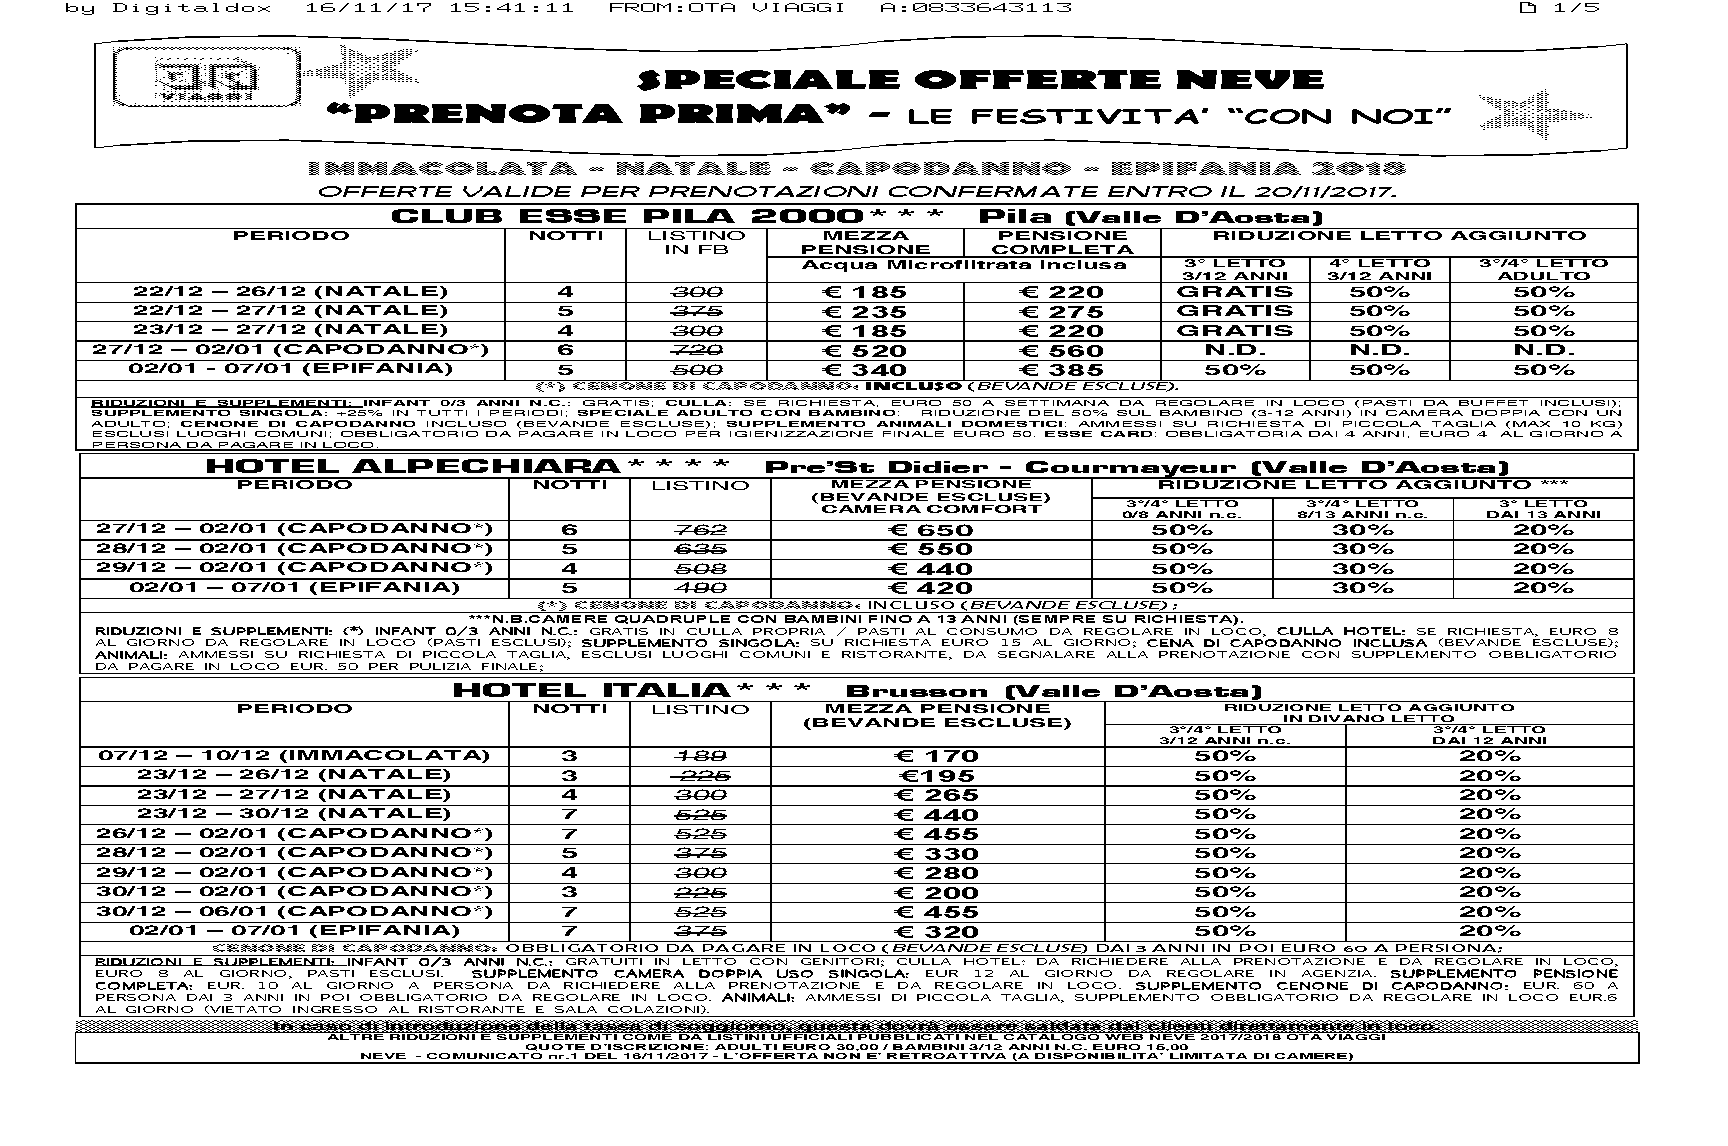 by Digitaldox 16/11/17 15:41:11 FROM:OTA VIAGGI A:0833643113 1/5
VIAGGI
SPECIALE OFFERTE NEVE
“PRENOTA PRIMA” – LE FESTIVITA’ “CON NOI”
IMMACOLATA – NATALE – CAPODANNO – EPIFANIA 2018
OFFERTE VALIDE PER PRENOTAZIONI CONFERMATE ENTRO IL 20/11/2017.
CLUB ESSE PILA 2000*** Pila (Valle D’Aosta)
PERIODO NOTTI LISTINO IN FB MEZZA PENSIONE PENSIONE COMPLETA RIDUZIONE LETTO AGGIUNTO
Acqua Microfiltrata Inclusa 3° LETTO 3/12 ANNI 4° LETTO 3/12 ANNI 3°/4° LETTO ADULTO
22/12 – 26/12 (NATALE) 4 300 € 185 € 220 GRATIS 50% 50%
22/12 – 27/12 (NATALE) 5 375 € 235 € 275 GRATIS 50% 50%
23/12 – 27/12 (NATALE) 4 300 € 185 € 220 GRATIS 50% 50%
27/12 – 02/01 (CAPODANNO*) 6 720 € 520 € 560 N.D. N.D. N.D.
02/01 - 07/01 (EPIFANIA) 5 500 € 340 € 385 50% 50% 50%
(*) CENONE DI CAPODANNO: INCLUSO (BEVANDE ESCLUSE).
RIDUZIONI E SUPPLEMENTI: INFANT 0/3 ANNI N.C.: GRATIS; CULLA: SE RICHIESTA, EURO 50 A SETTIMANA DA REGOLARE IN LOCO (PASTI DA BUFFET INCLUSI);
SUPPLEMENTO SINGOLA: +25% IN TUTTI I PERIODI; SPECIALE ADULTO CON BAMBINO: RIDUZIONE DEL 50% SUL BAMBINO (3-12 ANNI) IN CAMERA DOPPIA CON UN
ADULTO; CENONE DI CAPODANNO INCLUSO (BEVANDE ESCLUSE); SUPPLEMENTO ANIMALI DOMESTICI: AMMESSI SU RICHIESTA DI PICCOLA TAGLIA (MAX 10 KG)
ESCLUSI LUOGHI COMUNI; OBBLIGATORIO DA PAGARE IN LOCO PER IGIENIZZAZIONE FINALE EURO 50. ESSE CARD: OBBLIGATORIA DAI 4 ANNI, EURO 4 AL GIORNO A
PERSONA DA PAGARE IN LOCO.
HOTEL ALPECHIARA**** Pre’St Didier – Courmayeur (Valle D’Aosta)
PERIODO NOTTI LISTINO MEZZA PENSIONE (BEVANDE ESCLUSE) CAMERA COMFORT RIDUZIONE LETTO AGGIUNTO ***
3°/4° LETTO 0/8 ANNI n.c. 3°/4° LETTO 8/13 ANNI n.c. 3° LETTO DAI 13 ANNI
27/12 – 02/01 (CAPODANNO*) 6 762 € 650 50% 30% 20%
28/12 – 02/01 (CAPODANNO*) 5 635 € 550 50% 30% 20%
29/12 – 02/01 (CAPODANNO*) 4 508 € 440 50% 30% 20%
02/01 – 07/01 (EPIFANIA) 5 490 € 420 50% 30% 20%
(*) CENONE DI CAPODANNO: INCLUSO (BEVANDE ESCLUSE) ;
***N.B.CAMERE QUADRUPLE CON BAMBINI FINO A 13 ANNI (SEMPRE SU RICHIESTA).
RIDUZIONI E SUPPLEMENTI: (*) INFANT 0/3 ANNI N.C.: GRATIS IN CULLA PROPRIA / PASTI AL CONSUMO DA REGOLARE IN LOCO, CULLA HOTEL: SE RICHIESTA, EURO 8
AL GIORNO DA REGOLARE IN LOCO (PASTI ESCLUSI); SUPPLEMENTO SINGOLA: SU RICHIESTA EURO 15 AL GIORNO; CENA DI CAPODANNO INCLUSA (BEVANDE ESCLUSE);
ANIMALI: AMMESSI SU RICHIESTA DI PICCOLA TAGLIA, ESCLUSI LUOGHI COMUNI E RISTORANTE, DA SEGNALARE ALLA PRENOTAZIONE CON SUPPLEMENTO OBBLIGATORIO
DA PAGARE IN LOCO EUR. 50 PER PULIZIA FINALE;
HOTEL ITALIA*** Brusson (Valle D’Aosta)
PERIODO NOTTI LISTINO MEZZA PENSIONE (BEVANDE ESCLUSE) RIDUZIONE LETTO AGGIUNTO IN DIVANO LETTO
3°/4° LETTO 3/12 ANNI n.c. 3°/4° LETTO DAI 12 ANNI
07/12 – 10/12 (IMMACOLATA) 3 189 € 170 50% 20%
23/12 – 26/12 (NATALE) 3 225 €195 50% 20%
23/12 – 27/12 (NATALE) 4 300 € 265 50% 20%
23/12 – 30/12 (NATALE) 7 525 € 440 50% 20%
26/12 – 02/01 (CAPODANNO*) 7 525 € 455 50% 20%
28/12 – 02/01 (CAPODANNO*) 5 375 € 330 50% 20%
29/12 – 02/01 (CAPODANNO*) 4 300 € 280 50% 20%
30/12 – 02/01 (CAPODANNO*) 3 225 € 200 50% 20%
30/12 – 06/01 (CAPODANNO*) 7 525 € 455 50% 20%
02/01 – 07/01 (EPIFANIA) 7 375 € 320 50% 20%
CENONE DI CAPODANNO: OBBLIGATORIO DA PAGARE IN LOCO (BEVANDE ESCLUSE) DAI 3 ANNI IN POI EURO 60 A PERSONA;
RIDUZIONI E SUPPLEMENTI: INFANT 0/3 ANNI N.C.: GRATUITI IN LETTO CON GENITORI; CULLA HOTEL: DA RICHIEDERE ALLA PRENOTAZIONE E DA REGOLARE IN LOCO,
EURO 8 AL GIORNO, PASTI ESCLUSI. SUPPLEMENTO CAMERA DOPPIA USO SINGOLA: EUR 12 AL GIORNO DA REGOLARE IN AGENZIA. SUPPLEMENTO PENSIONE
COMPLETA: EUR. 10 AL GIORNO A PERSONA DA RICHIEDERE ALLA PRENOTAZIONE E DA REGOLARE IN LOCO. SUPPLEMENTO CENONE DI CAPODANNO: EUR. 60 A
PERSONA DAI 3 ANNI IN POI OBBLIGATORIO DA REGOLARE IN LOCO. ANIMALI: AMMESSI DI PICCOLA TAGLIA, SUPPLEMENTO OBBLIGATORIO DA REGOLARE IN LOCO EUR.6
AL GIORNO (VIETATO INGRESSO AL RISTORANTE E SALA COLAZIONI).
In caso di introduzione della tassa di soggiorno, questa dovrà essere saldata dai clienti direttamente in loco.
ALTRE RIDUZIONI E SUPPLEMENTI COME DA LISTINI UFFICIALI PUBBLICATI NEL CATALOGO WEB NEVE 2017/2018 OTA VIAGGI
QUOTE D’ISCRIZIONE: ADULTI EURO 30,00 / BAMBINI 3/12 ANNI N.C. EURO 15,00
NEVE - COMUNICATO nr.1 DEL 16/11/2017 - L’OFFERTA NON E’ RETROATTIVA (A DISPONIBILITA’ LIMITATA DI CAMERE)